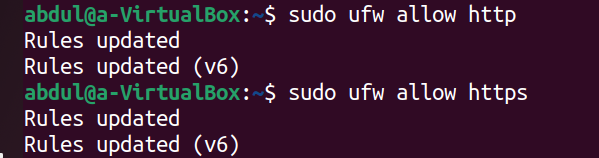 abdul@a-VirtualBox:~$ sudo ufw allow http
Rules updated
Rules updated (v6)
abdul@a-VirtualBox:~$ sudo ufw allow https
Rules updated
Rules updated (v6)